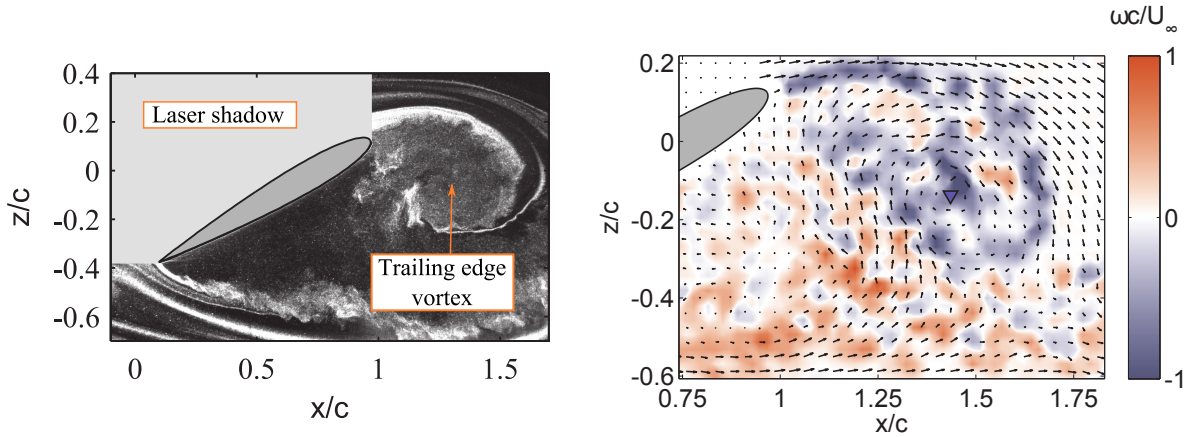 Laser shadow
Trailing edge
vortex
0.4
0.2
0
-0.2
-0.4
-0.6
z/c
0
0.5
1
1.5
x/c
ωc/U∞
0.2
0
-0.2
-0.4
-0.6
z/c
0.75
1
1.25
1.5
1.75
x/c
1
0
-1